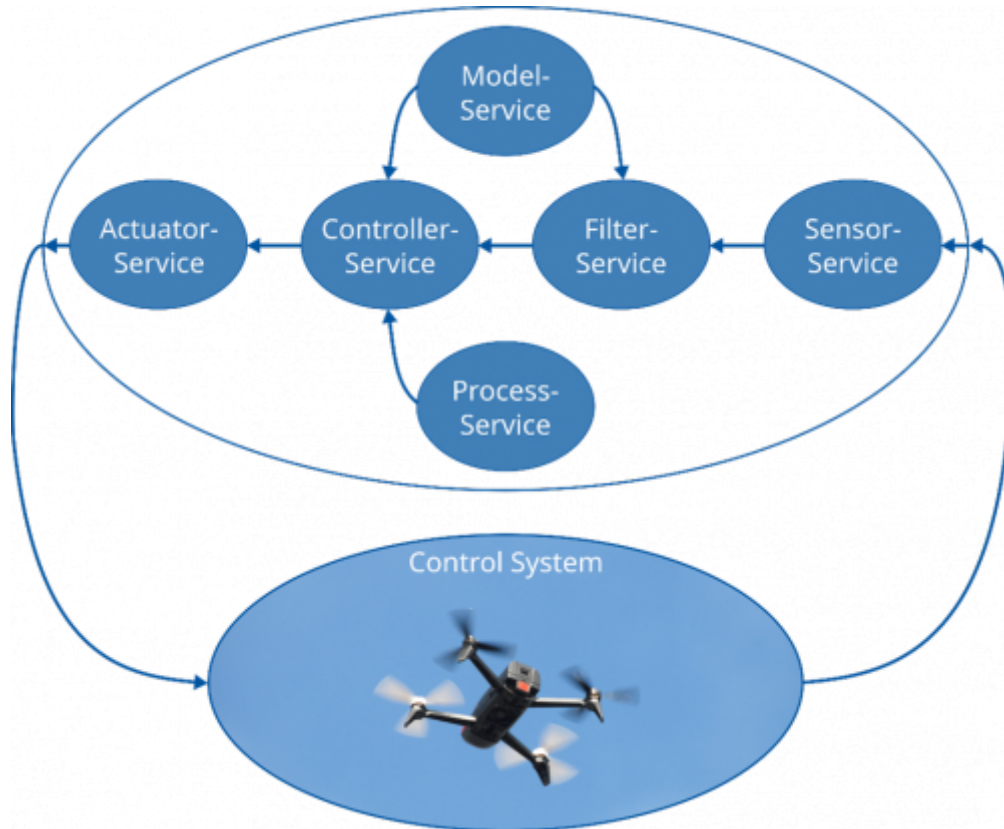 Model-
Service
Actuator-
Service
Controller-
Service
Filter-
Service
Sensor-
Service
Process-
Service
Control System